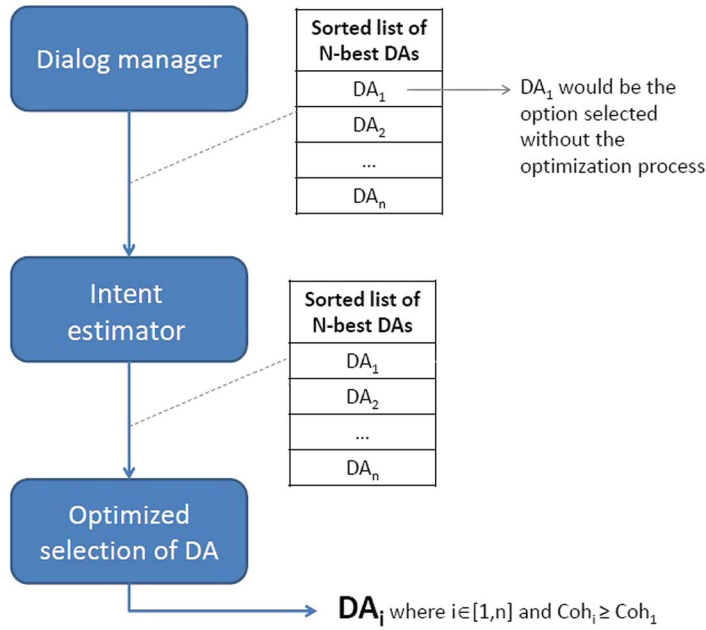 Dialog manager
Sorted list of
N-best DAs
DA₁
DA₂
...
DAₙ
DA₁ would be the
option selected
without the
optimization process
Intent
estimator
Sorted list of
N-best DAs
DA₁
DA₂
...
DAₙ
Optimized
selection of DA
DAᵢ where i∈[1,n] and Cohᵢ ≥ Coh₁